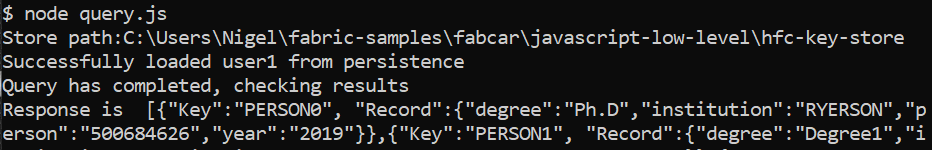 $ node query.js
Store path:C:\Users\Nigel\fabric-samples\fabcar\javascript-low-level\hfc-key-store
Successfully loaded user1 from persistence
Query has completed, checking results
Response is  [{"Key":"PERSON0", "Record":{"degree":"Ph.D","institution":"RYERSON","p
erson":"500684626","year":"2019"}},{"Key":"PERSON1", "Record":{"degree":"Degree1","i